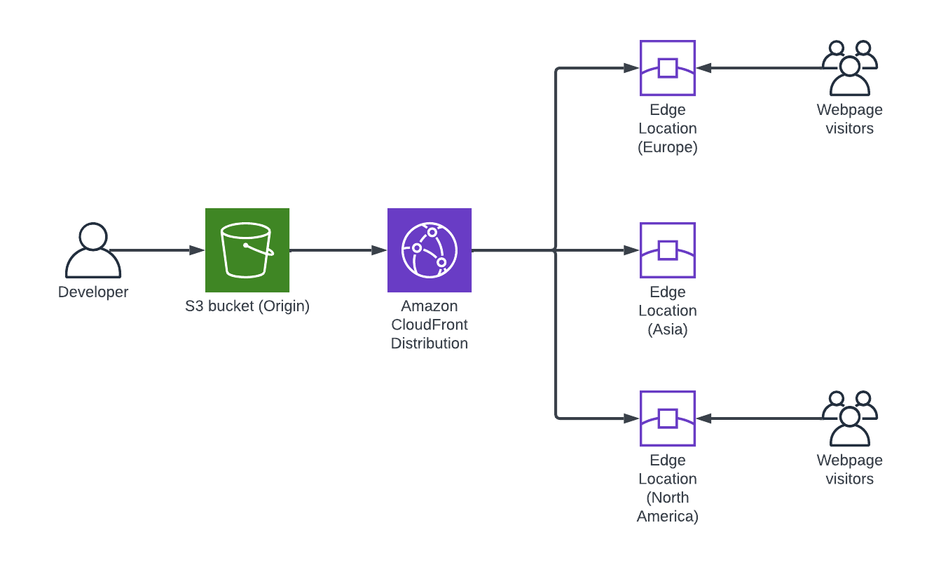 Developer
S3 bucket (Origin)
Amazon
CloudFront
Distribution
Edge
Location
(Europe)
Webpage
visitors
Edge
Location
(Asia)
Edge
Location
(North
America)
Webpage
visitors